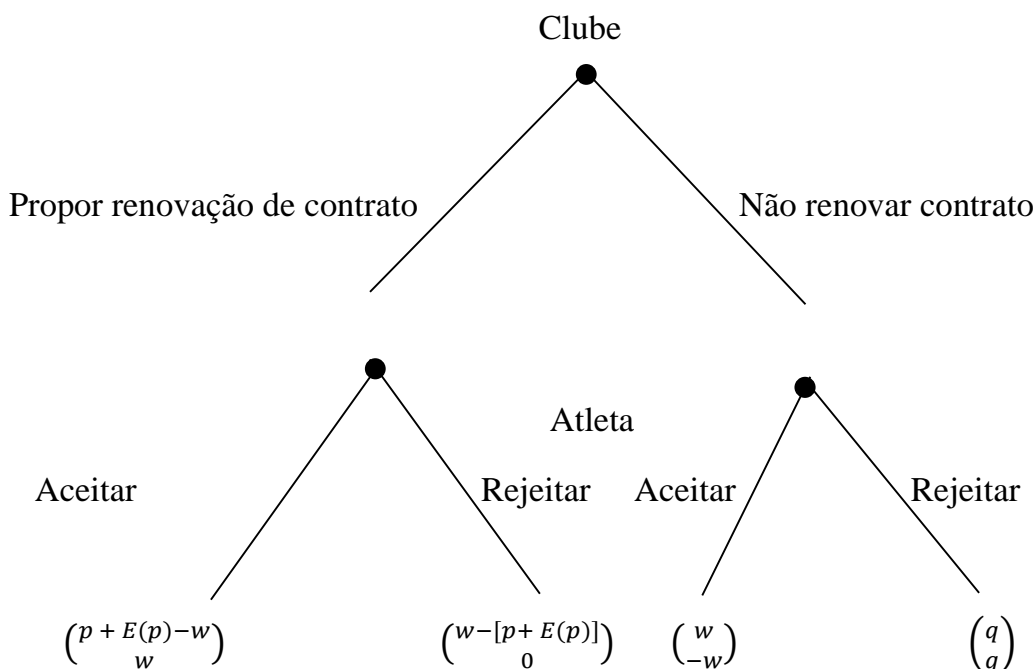 Clube
Propor renovação de contrato
Não renovar contrato
Atleta
Aceitar
Rejeitar
Aceitar
Rejeitar
(p + E(p)−w
w)
(w−[p+ E(p)]
0)
(w
−w)
(q
q)